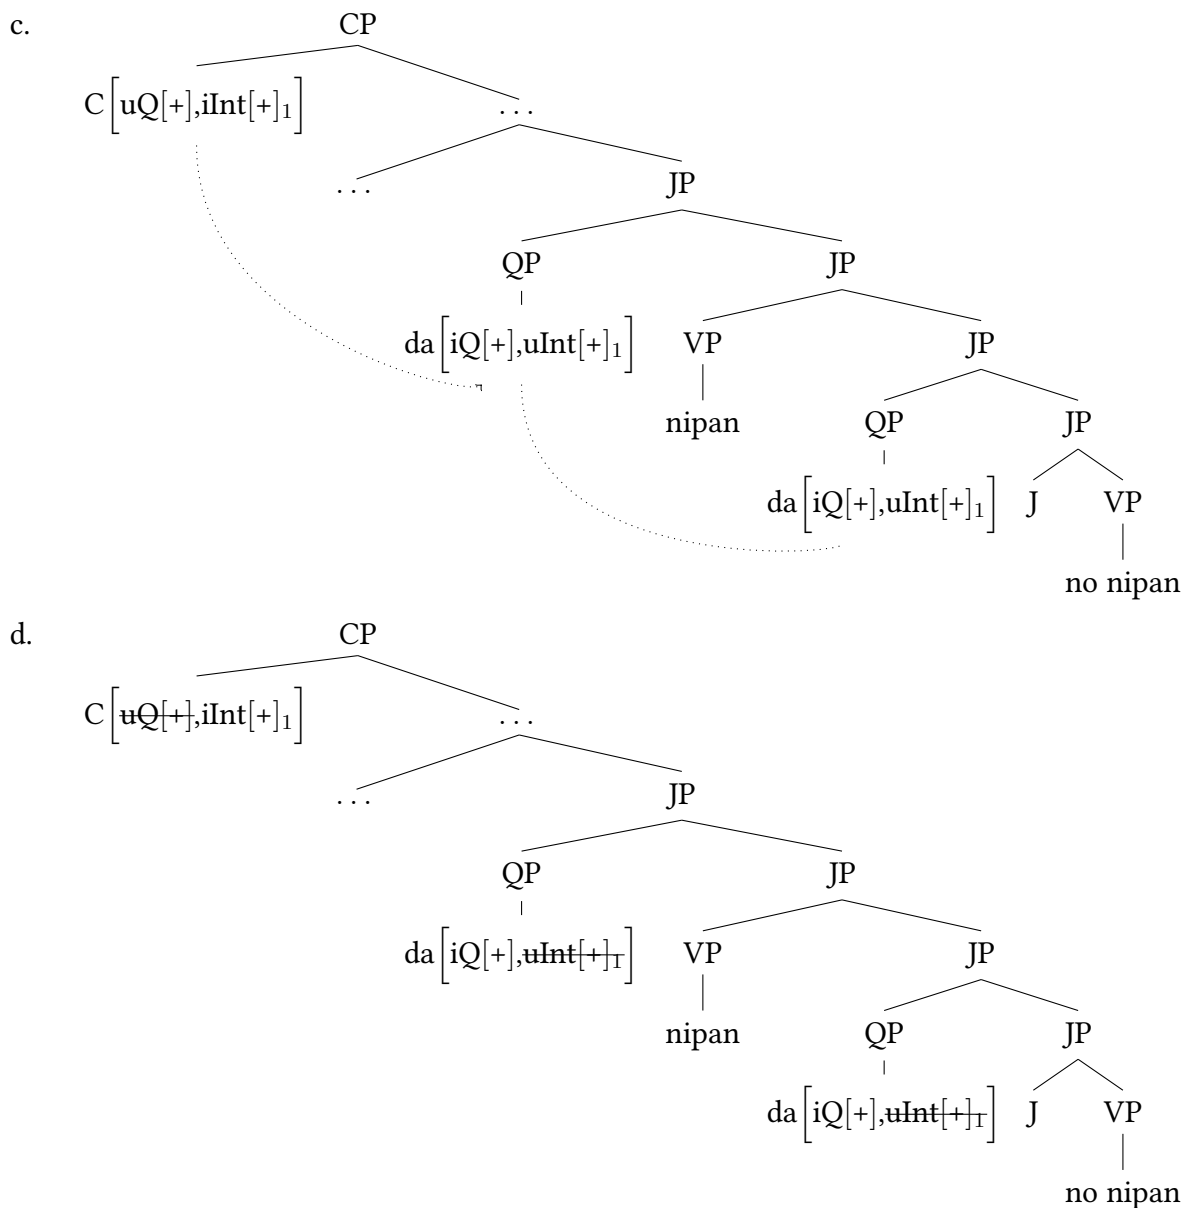 c.
CP
C[uQ[+],iInt[+]₁]
. . .
. . .
JP
QP JP
da[iQ[+],uInt[+]₁] VP JP
nipan QP JP
da[iQ[+],uInt[+]₁] J VP
no nipan
d.
CP
C[uQ[+],iInt[+]₁]
. . .
. . .
JP
QP JP
da[iQ[+],uInt[+]₁] VP JP
nipan QP JP
da[iQ[+],uInt[+]₁] J VP
no nipan